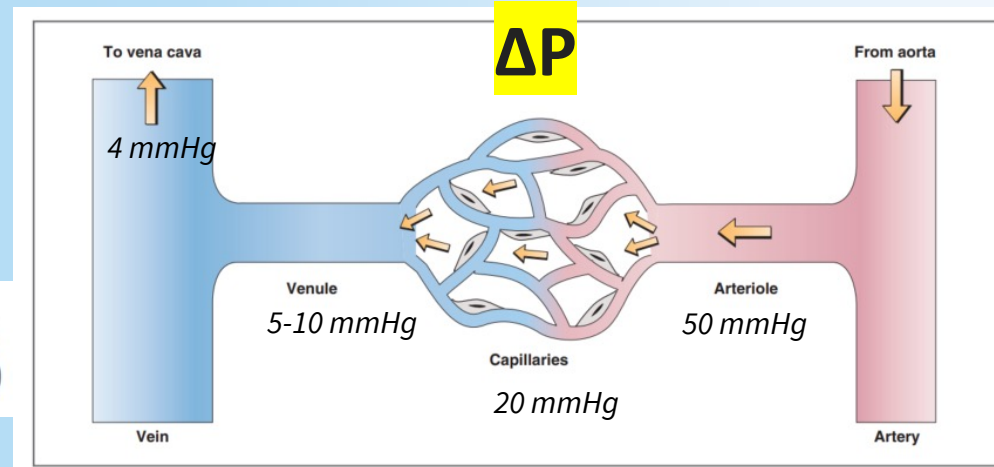 ΔP
To vena cava
From aorta
4 mmHg
Venule
Arteriole
5-10 mmHg
50 mmHg
Capillaries
20 mmHg
Vein
Artery